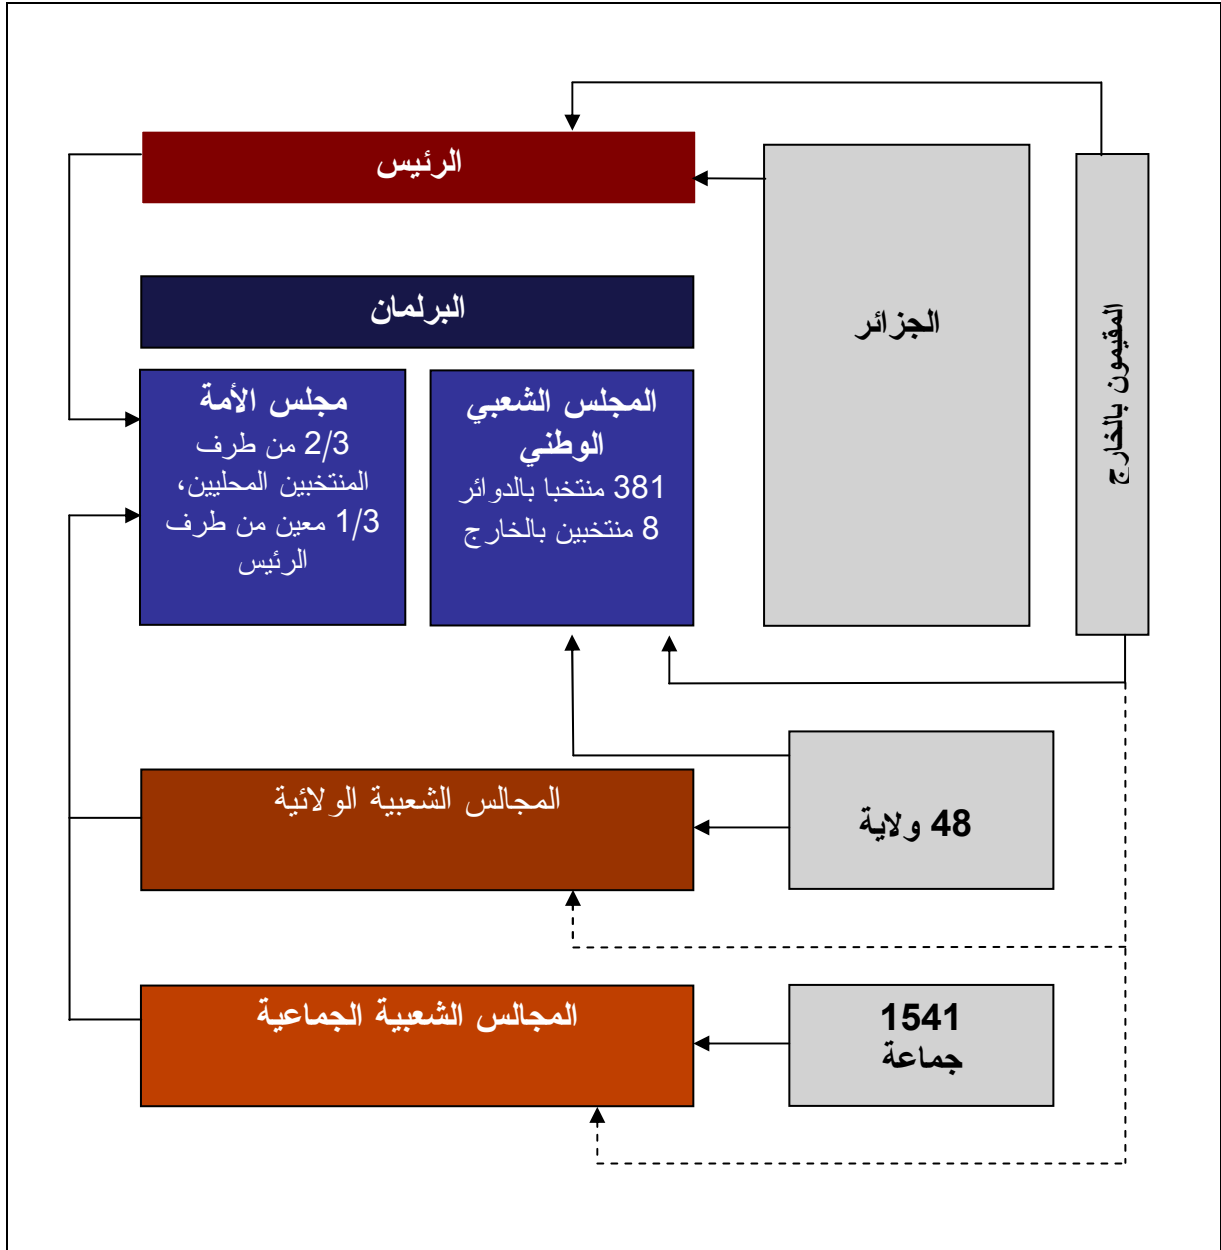 الرئيس
الجزائر
المقيمون بالخارج
البرلمان
المجلس الشعبي
الوطني
381 منتخبا بالدوائر
8 منتخبين بالخارج
مجلس الأمة
2/3 من طرف
المنتخبين المحليين،
1/3 معين من طرف
الرئيس
48 ولاية
المجالس الشعبية الولائية
1541
جماعة
المجالس الشعبية الجماعية